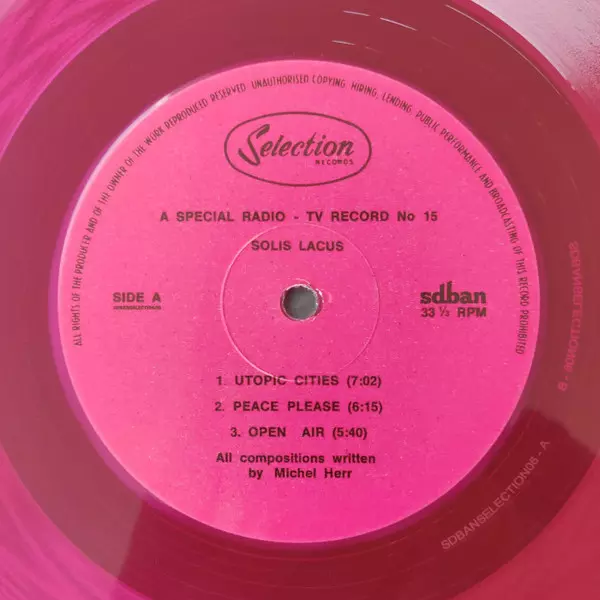 ALL RIGHTS OF THE PRODUCER AND OF THE OWNER OF THE WORK REPRODUCED RESERVED. UNAUTHORISED COPYING, HIRING, LENDING, PUBLIC PERFORMANCE AND BROADCASTING OF THIS RECORD PROHIBITED
Selection
RECORDS
A SPECIAL RADIO - TV RECORD No 15
SOLIS LACUS
SIDE A
SDBANSELECTION08
sdban
33 ⅓ RPM
1. UTOPIC CITIES (7:02)
2. PEACE PLEASE (6:15)
3. OPEN AIR (5:40)
All compositions written
by Michel Herr
SDBANSELECTION08 - B
SDBANSELECTION08 - A